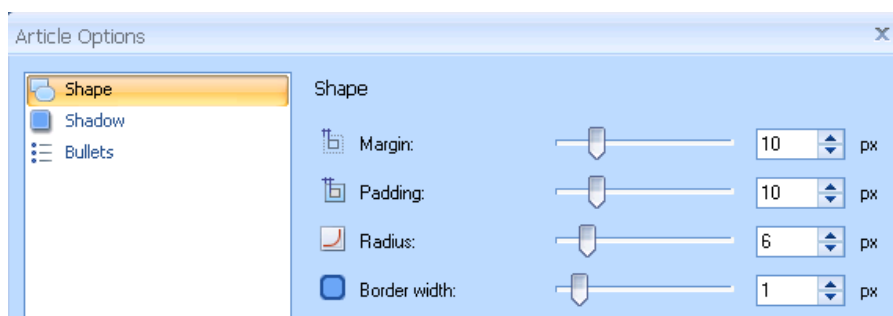 Article Options
Shape
Shadow
Bullets
Shape
Margin: 10 px
Padding: 10 px
Radius: 6 px
Border width: 1 px